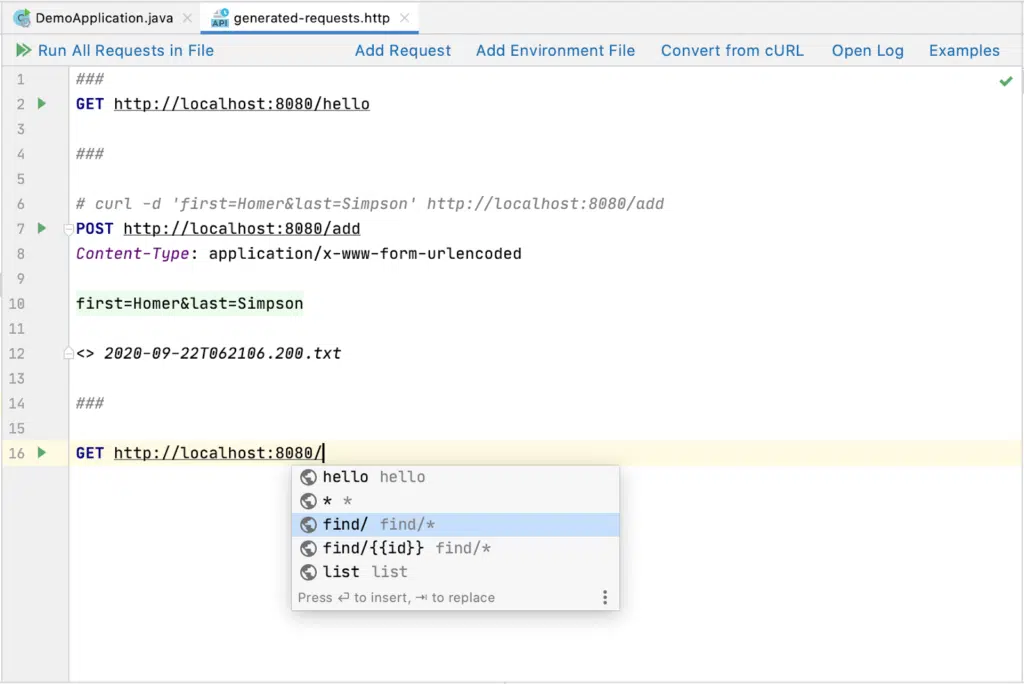 DemoApplication.java generated-requests.http
Run All Requests in File Add Request Add Environment File Convert from cURL Open Log Examples
1 ###
2 GET http://localhost:8080/hello
3
4 ###
5
6 # curl -d 'first=Homer&last=Simpson' http://localhost:8080/add
7 POST http://localhost:8080/add
8 Content-Type: application/x-www-form-urlencoded
9
10 first=Homer&last=Simpson
11
12 <> 2020-09-22T062106.200.txt
13
14 ###
15
16 GET http://localhost:8080/
hello hello
* *
find/ find/*
find/{{id}} find/*
list list
Press ↩ to insert, ⇥ to replace